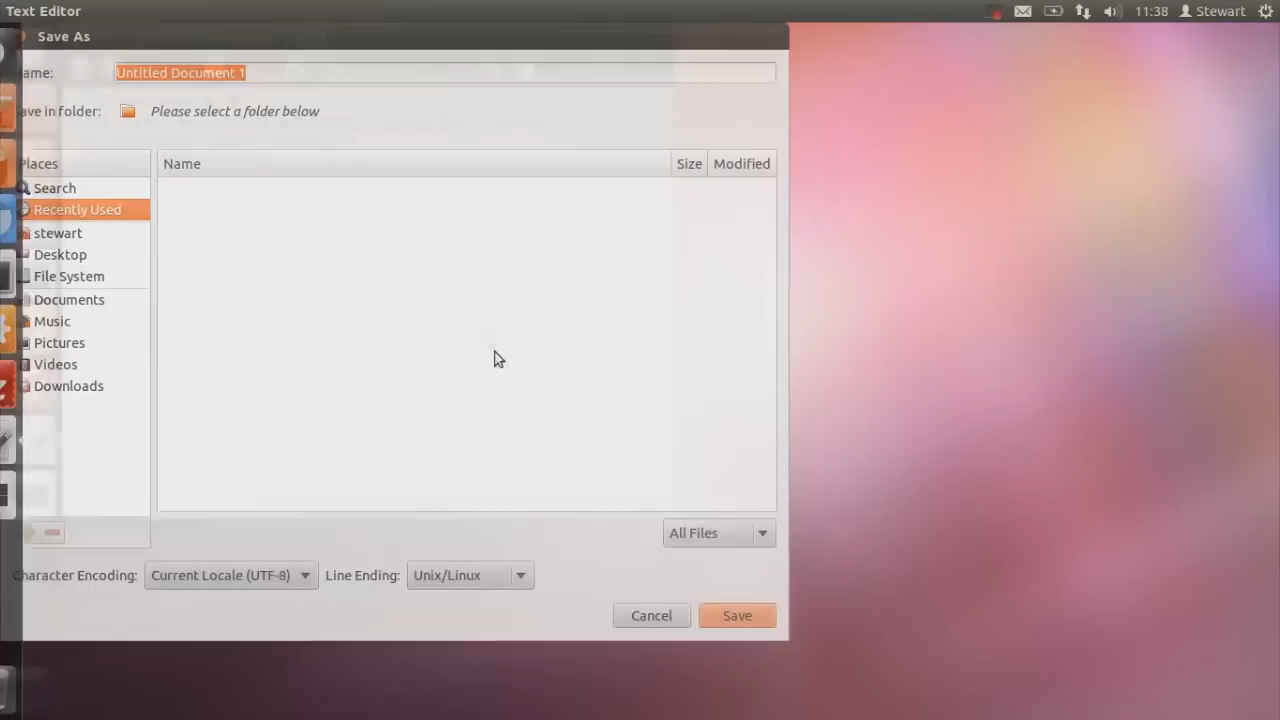 Text Editor
11:38
Stewart
Save As
ame:
Untitled Document 1
ave in folder:
Please select a folder below
Places
Name
Size
Modified
Search
Recently Used
stewart
Desktop
File System
Documents
Music
Pictures
Videos
Downloads
All Files
Character Encoding:
Current Locale (UTF-8)
Line Ending:
Unix/Linux
Cancel
Save